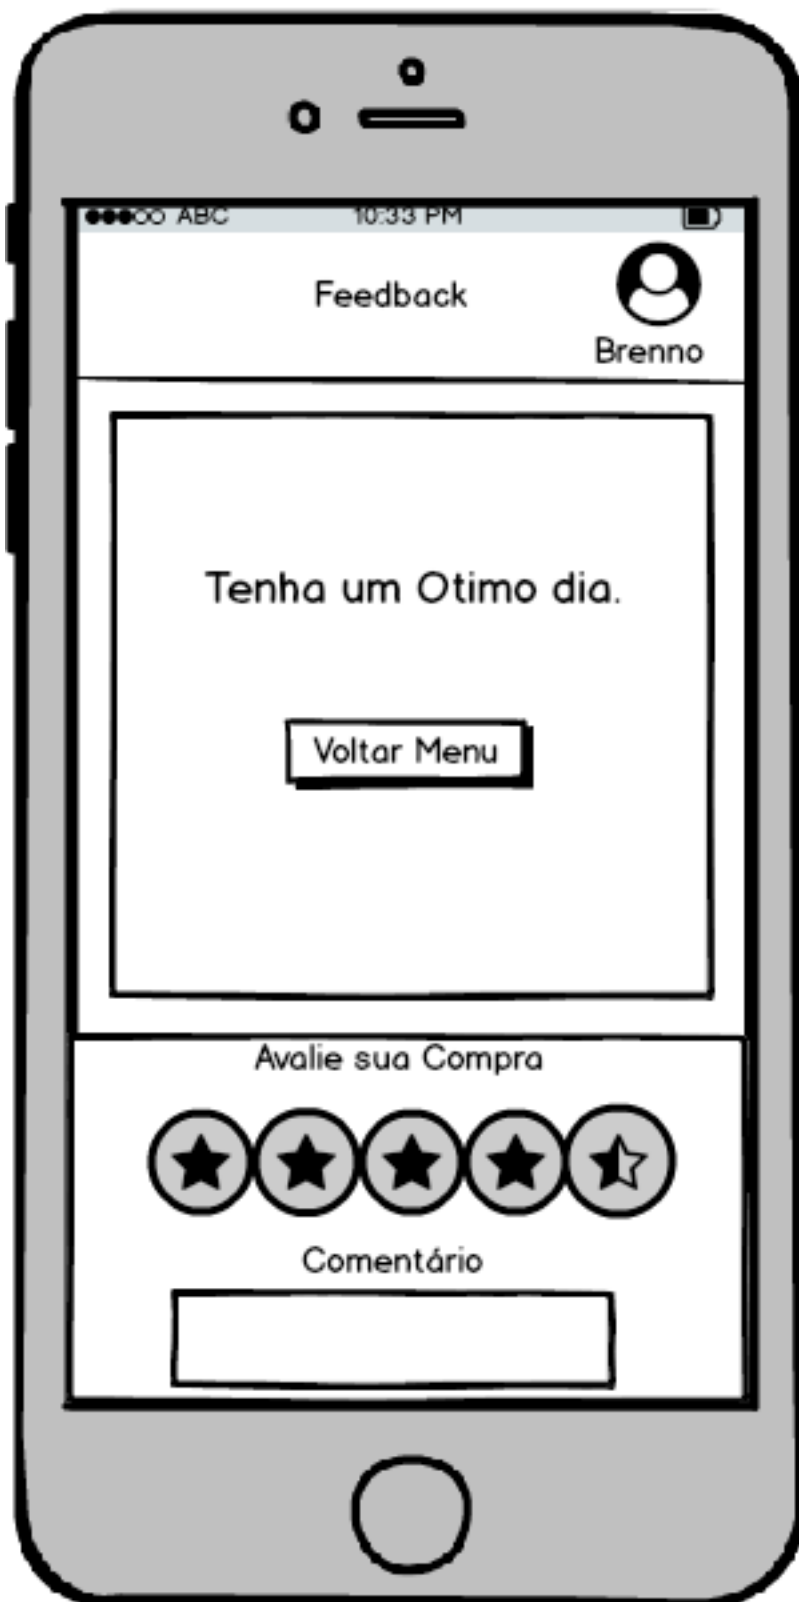 ABC 10:33 PM
Feedback
Brenno
Tenha um Otimo dia.
Voltar Menu
Avalie sua Compra
Comentário